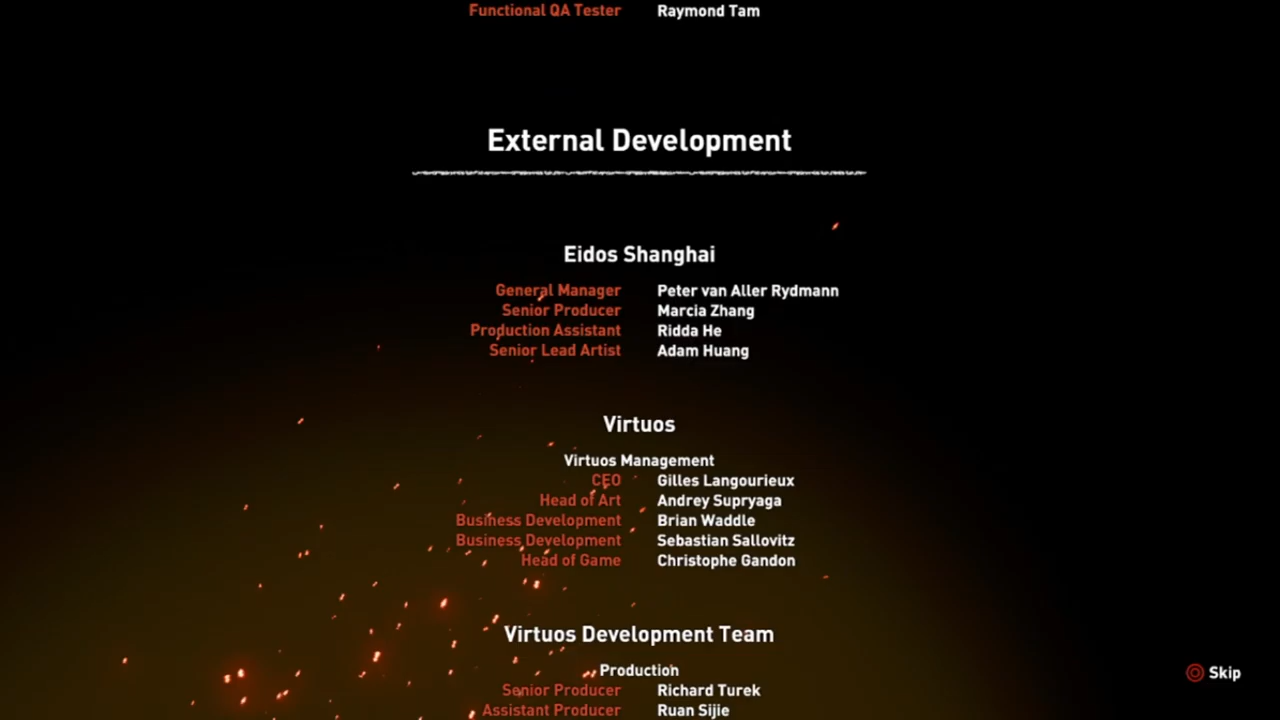 Functional QA Tester Raymond Tam
External Development
Eidos Shanghai
General Manager Peter van Aller Rydmann
Senior Producer Marcia Zhang
Production Assistant Ridda He
Senior Lead Artist Adam Huang
Virtuos
Virtuos Management
CEO Gilles Langourieux
Head of Art Andrey Supryaga
Business Development Brian Waddle
Business Development Sebastian Sallovitz
Head of Game Christophe Gandon
Virtuos Development Team
Production
Senior Producer Richard Turek
Skip
Assistant Producer Ruan Sijie